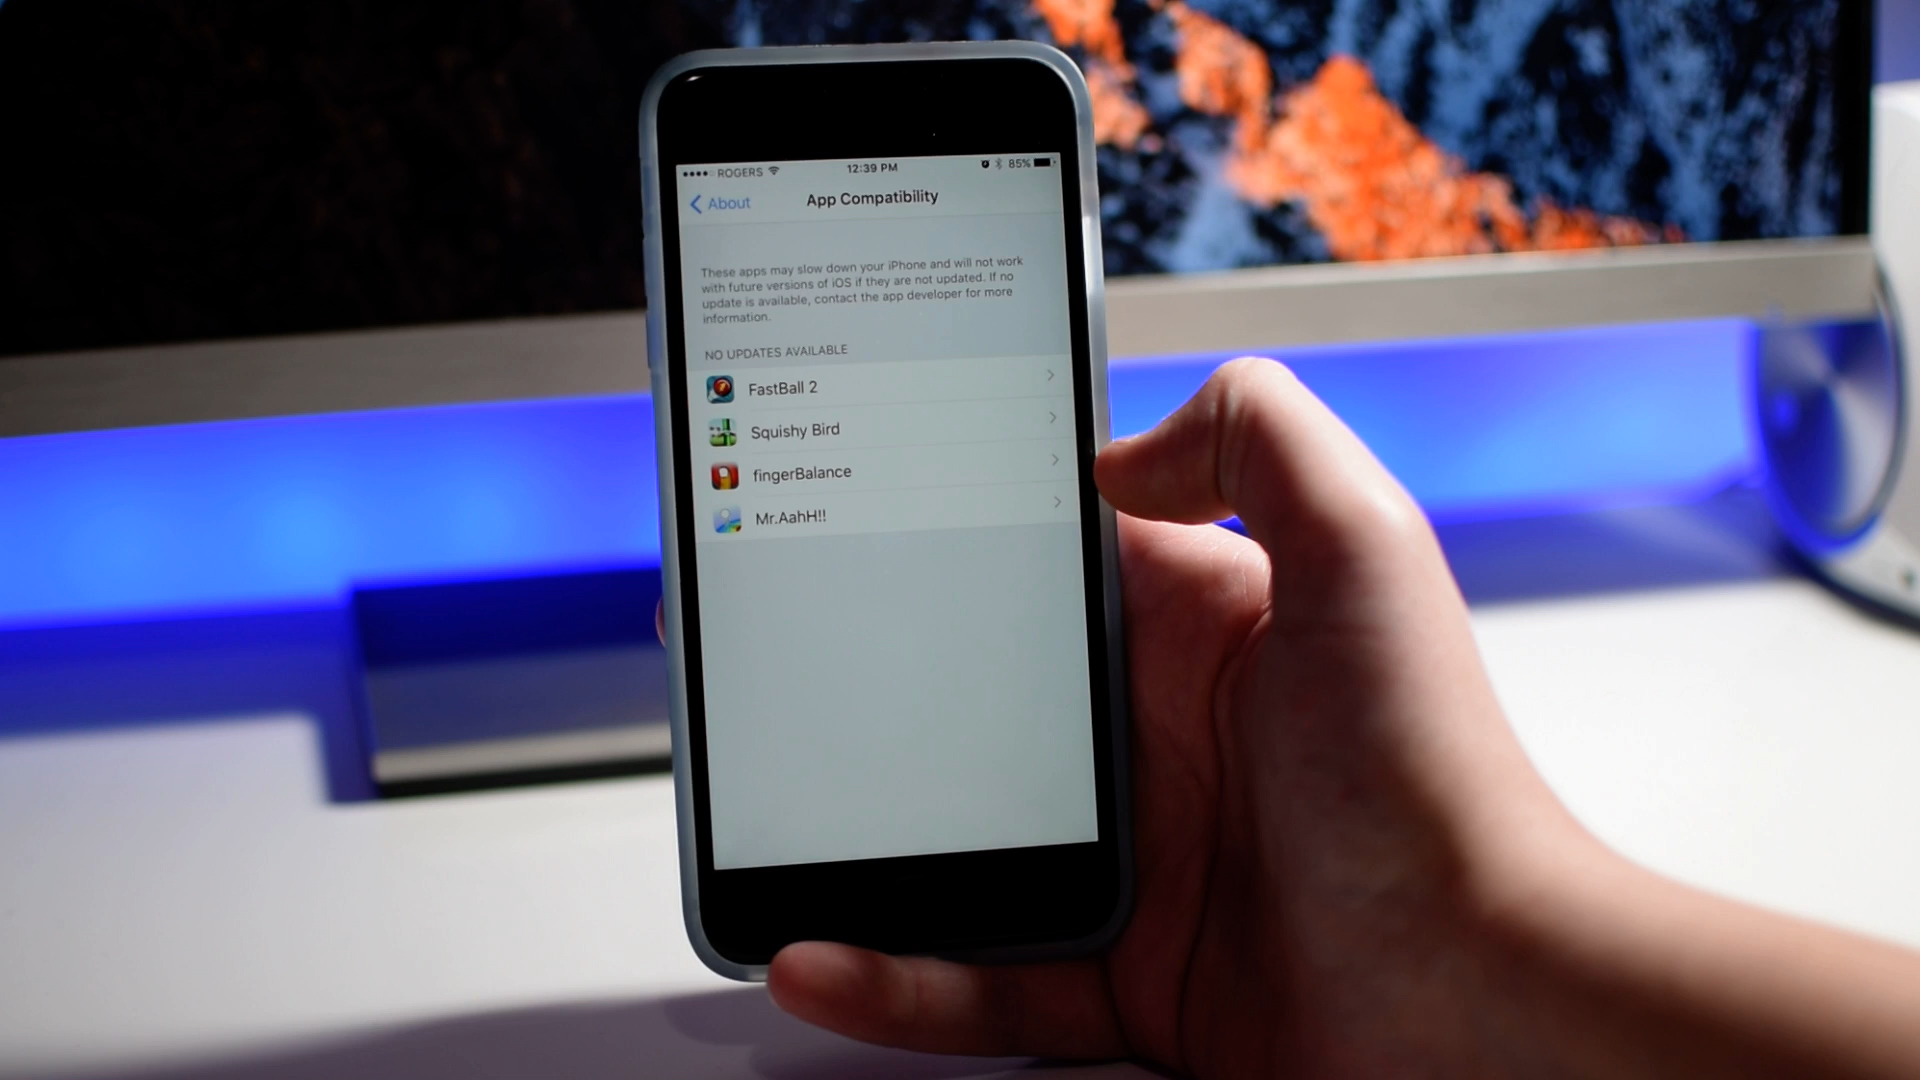 ROGERS 12:39 PM 85%
About App Compatibility
These apps may slow down your iPhone and will not work
with future versions of iOS if they are not updated. If no
update is available, contact the app developer for more
information.
NO UPDATES AVAILABLE
FastBall 2
Squishy Bird
fingerBalance
Mr.AahH!!